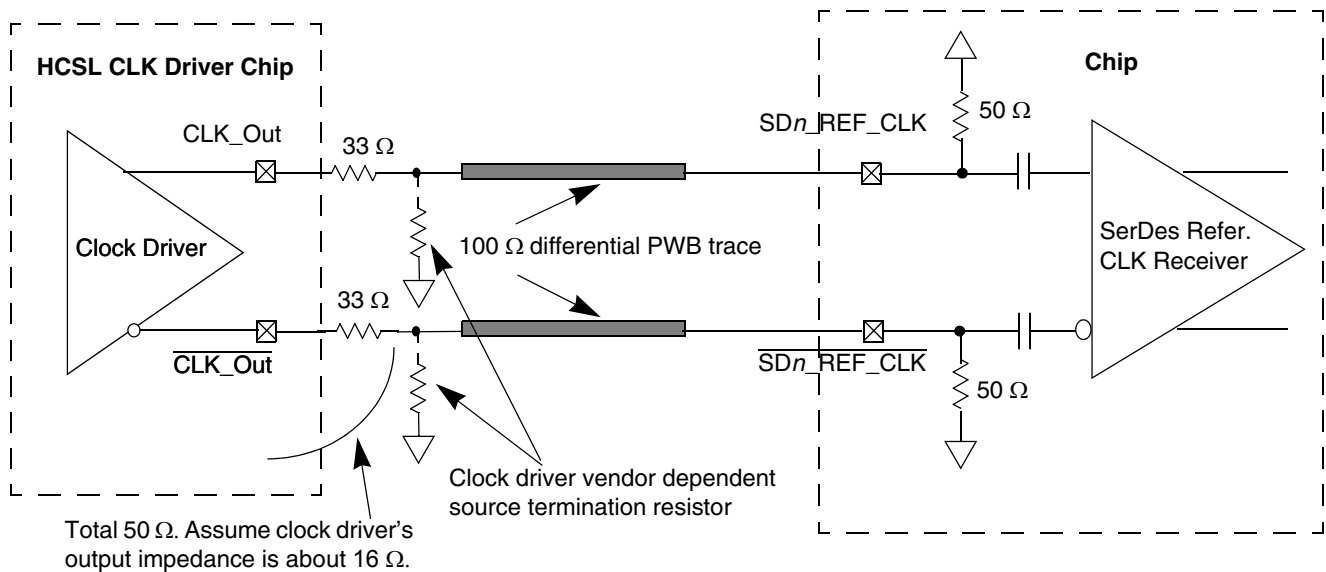 HCSL CLK Driver Chip
Chip
CLK_Out
33 Ω
SDn_REF_CLK
50 Ω
Clock Driver
100 Ω differential PWB trace
SerDes Refer.
CLK Receiver
33 Ω
CLK_Out
SDn_REF_CLK
50 Ω
Clock driver vendor dependent
source termination resistor
Total 50 Ω. Assume clock driver's
output impedance is about 16 Ω.